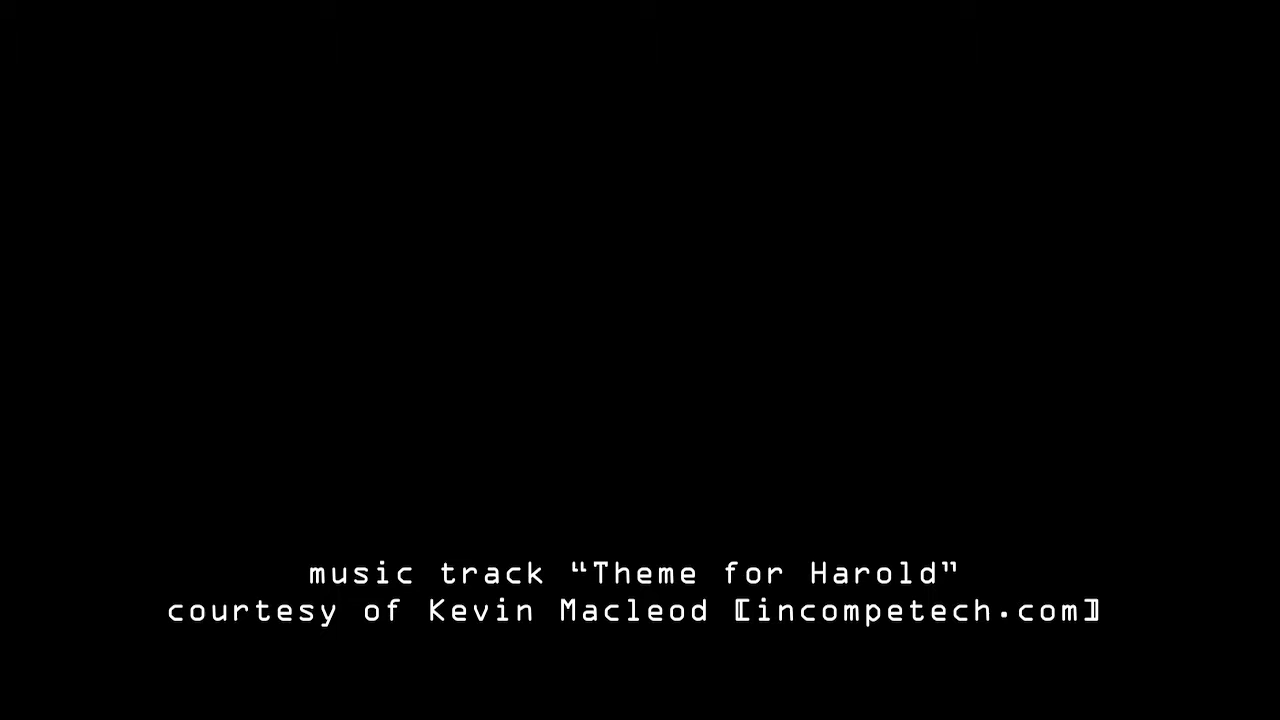 music track “Theme for Harold”
courtesy of Kevin Macleod [incompetech.com]